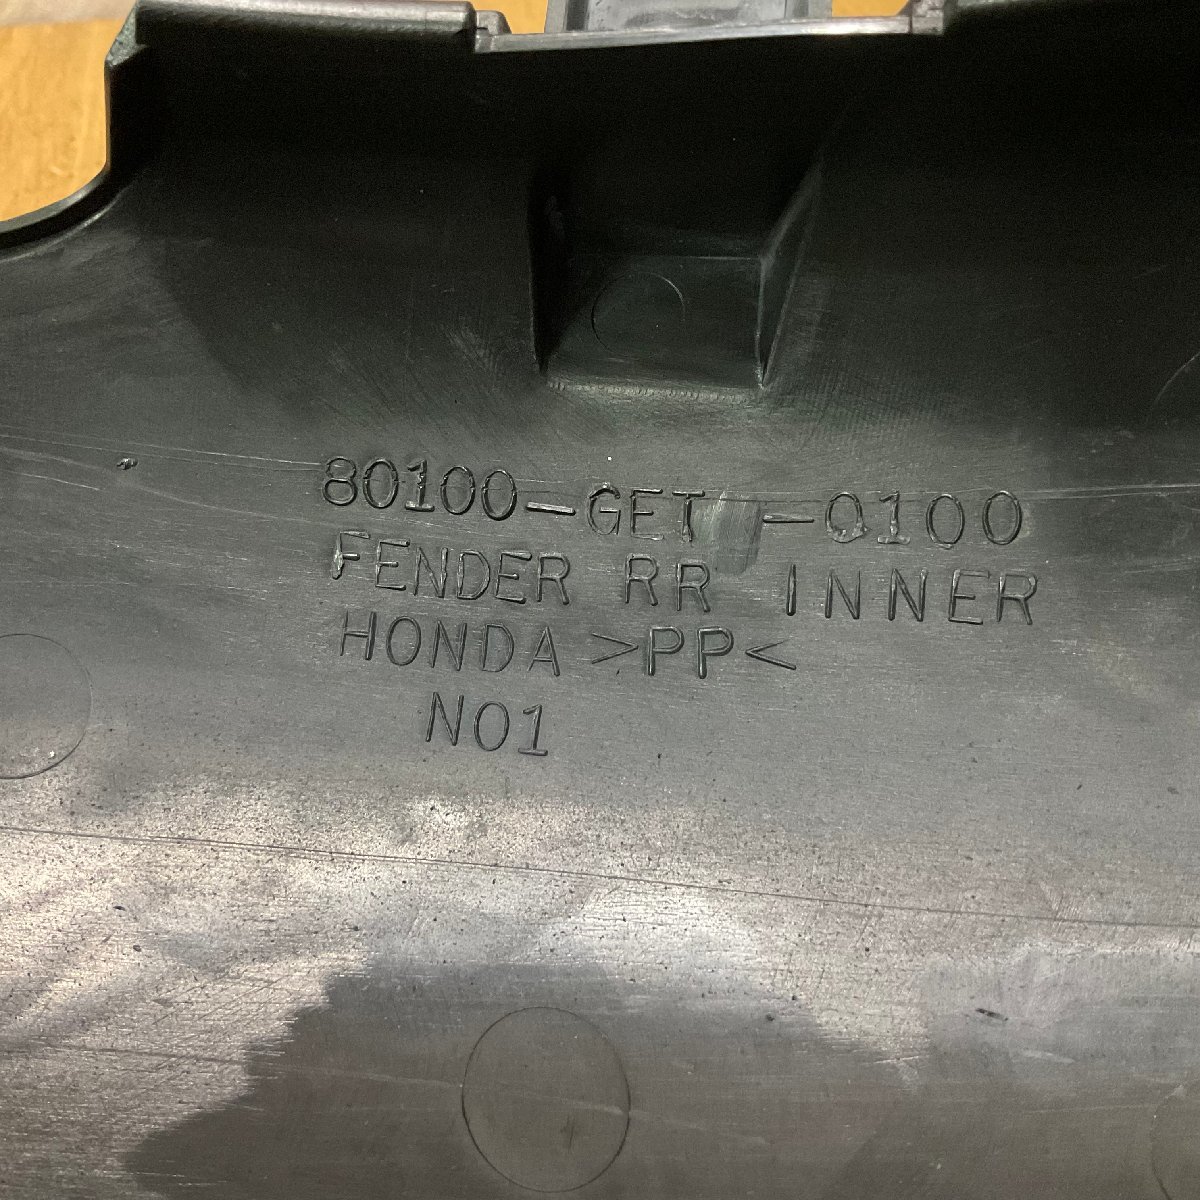 80100-GET -0100
FENDER RR INNER
HONDA >PP<
N01